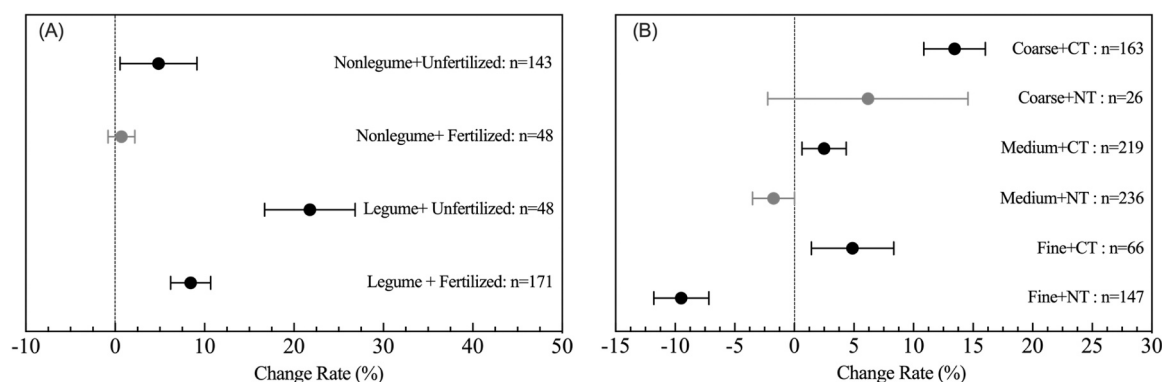 (A)
Nonlegume+Unfertilized: n=143
Nonlegume+ Fertilized: n=48
Legume+ Unfertilized: n=48
Legume + Fertilized: n=171
-10 0 10 20 30 40 50
Change Rate (%)
(B)
Coarse+CT : n=163
Coarse+NT : n=26
Medium+CT : n=219
Medium+NT : n=236
Fine+CT : n=66
Fine+NT : n=147
-15 -10 -5 0 5 10 15 20 25 30
Change Rate (%)